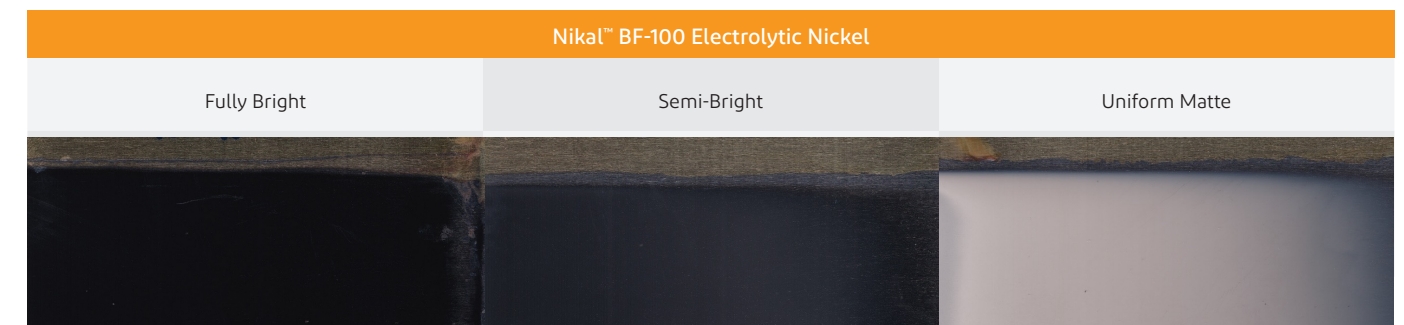 Nikal™ BF-100 Electrolytic Nickel
Fully Bright
Semi-Bright
Uniform Matte